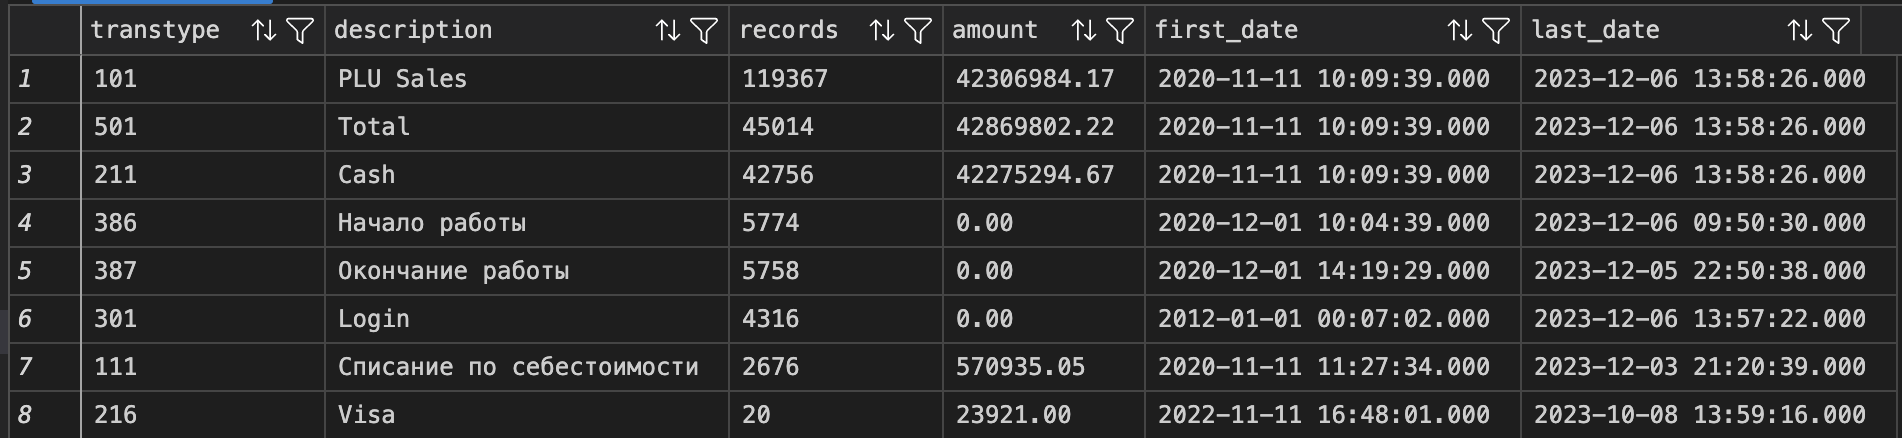 transtype description records amount first_date last_date
1 101 PLU Sales 119367 42306984.17 2020-11-11 10:09:39.000 2023-12-06 13:58:26.000
2 501 Total 45014 42869802.22 2020-11-11 10:09:39.000 2023-12-06 13:58:26.000
3 211 Cash 42756 42275294.67 2020-11-11 10:09:39.000 2023-12-06 13:58:26.000
4 386 Начало работы 5774 0.00 2020-12-01 10:04:39.000 2023-12-06 09:50:30.000
5 387 Окончание работы 5758 0.00 2020-12-01 14:19:29.000 2023-12-05 22:50:38.000
6 301 Login 4316 0.00 2012-01-01 00:07:02.000 2023-12-06 13:57:22.000
7 111 Списание по себестоимости 2676 570935.05 2020-11-11 11:27:34.000 2023-12-03 21:20:39.000
8 216 Visa 20 23921.00 2022-11-11 16:48:01.000 2023-10-08 13:59:16.000